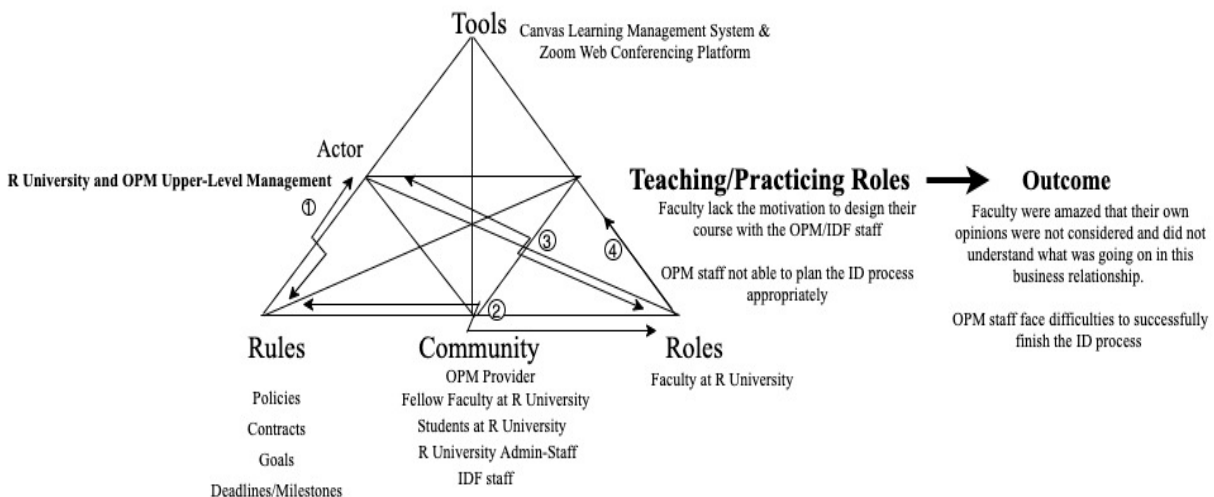 Tools
Canvas Learning Management System &
Zoom Web Conferencing Platform
Actor
R University and OPM Upper-Level Management
①
②
③
④
Teaching/Practicing Roles
Faculty lack the motivation to design their
course with the OPM/IDF staff
OPM staff not able to plan the ID process
appropriately
Outcome
Faculty were amazed that their own
opinions were not considered and did not
understand what was going on in this
business relationship.
OPM staff face difficulties to successfully
finish the ID process
Rules
Policies
Contracts
Goals
Deadlines/Milestones
Community
OPM Provider
Fellow Faculty at R University
Students at R University
R University Admin-Staff
IDF staff
Roles
Faculty at R University